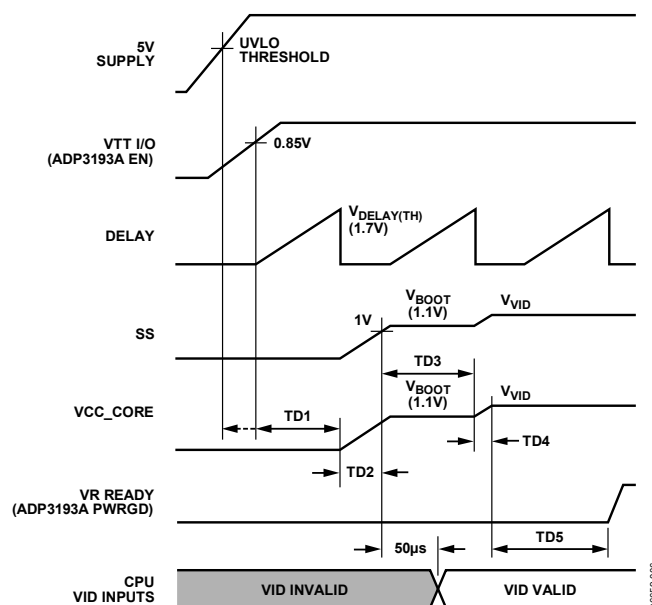 5V
SUPPLY
UVLO
THRESHOLD
VTT I/O
(ADP3193A EN)
0.85V
DELAY
VDELAY(TH)
(1.7V)
SS
1V
VBOOT
(1.1V)
VVID
TD3
VCC_CORE
TD1
VBOOT
(1.1V)
VVID
TD4
TD2
VR READY
(ADP3193A PWRGD)
50µs
TD5
CPU
VID INPUTS
VID INVALID
VID VALID